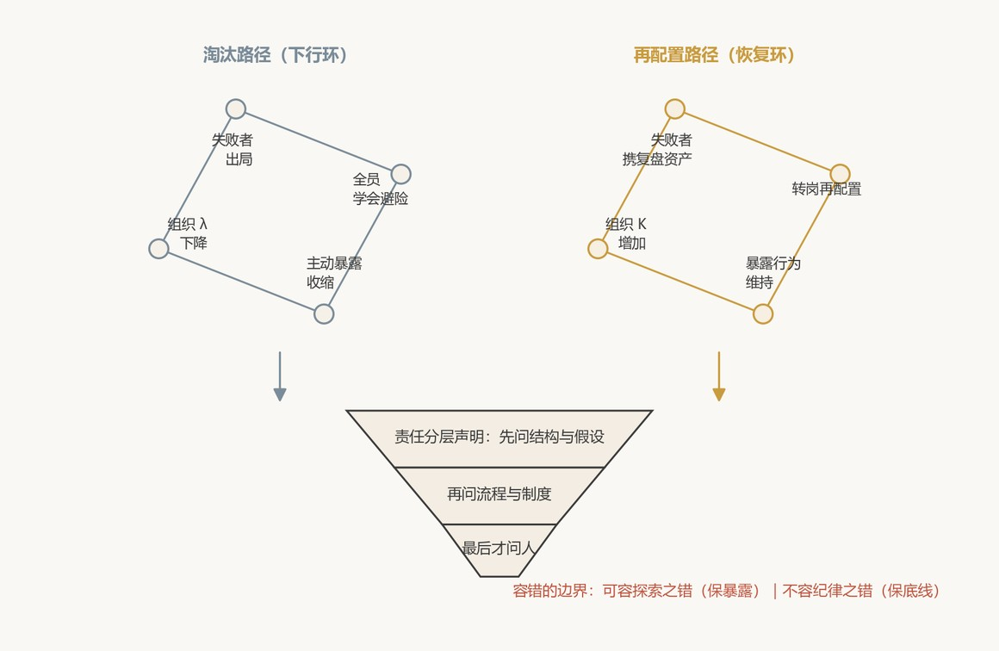 淘汰路径（下行环）
再配置路径（恢复环）
失败者
出局
全员
学会避险
组织 λ
下降
主动暴露
收缩
失败者
携复盘资产
转岗再配置
组织 K
增加
暴露行为
维持
责任分层声明：先问结构与假设
再问流程与制度
最后才问人
容错的边界：可容探索之错（保暴露）｜不容纪律之错（保底线）